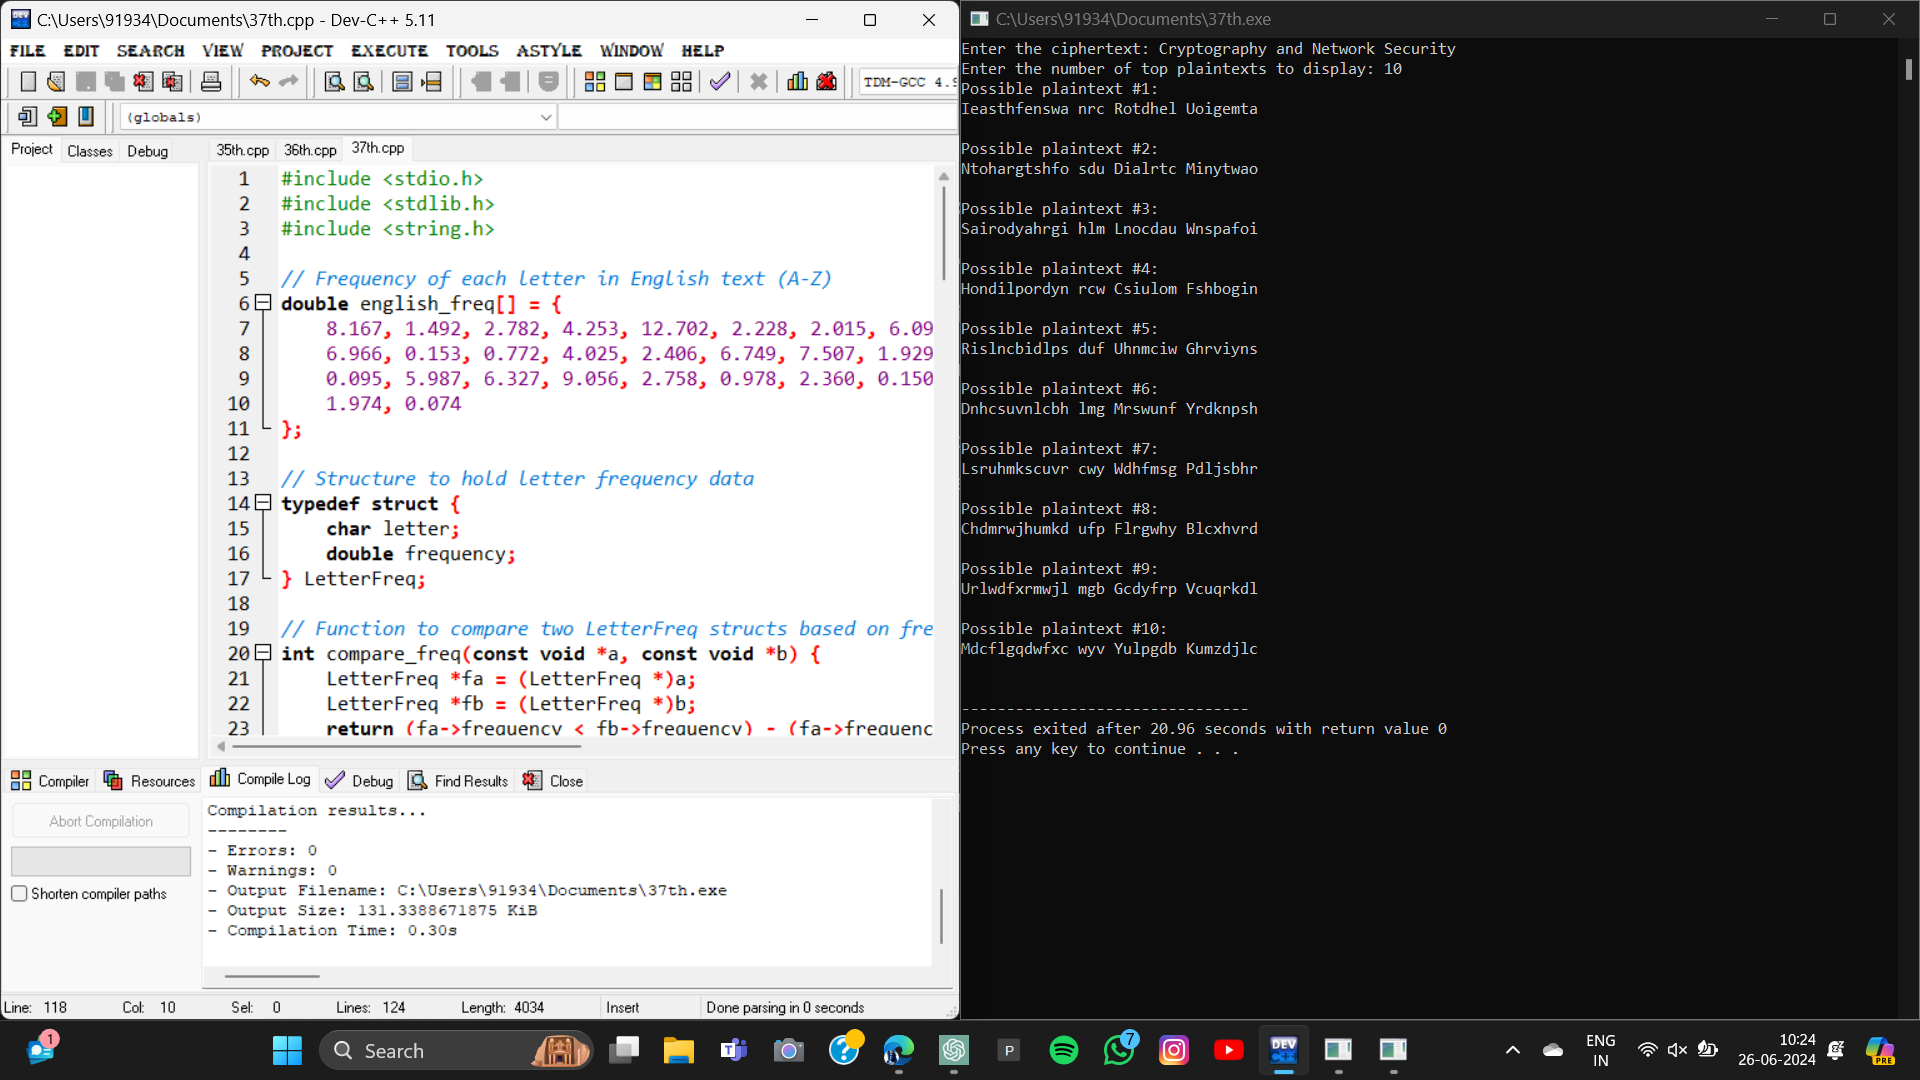 C:\Users\91934\Documents\37th.cpp - Dev-C++ 5.11
FILE EDIT SEARCH VIEW PROJECT EXECUTE TOOLS ASTYLE WINDOW HELP
TDM-GCC 4.9
(globals)
Project Classes Debug
35th.cpp 36th.cpp 37th.cpp
1 #include <stdio.h>
2 #include <stdlib.h>
3 #include <string.h>
4
5 // Frequency of each letter in English text (A-Z)
6 double english_freq[] = {
7 8.167, 1.492, 2.782, 4.253, 12.702, 2.228, 2.015, 6.09
8 6.966, 0.153, 0.772, 4.025, 2.406, 6.749, 7.507, 1.929
9 0.095, 5.987, 6.327, 9.056, 2.758, 0.978, 2.360, 0.150
10 1.974, 0.074
11 };
12
13 // Structure to hold letter frequency data
14 typedef struct {
15 char letter;
16 double frequency;
17 } LetterFreq;
18
19 // Function to compare two LetterFreq structs based on fre
20 int compare_freq(const void *a, const void *b) {
21 LetterFreq *fa = (LetterFreq *)a;
22 LetterFreq *fb = (LetterFreq *)b;
23 return (fa->frequency < fb->frequency) - (fa->frequenc
Compiler Resources Compile Log Debug Find Results Close
Abort Compilation
Shorten compiler paths
Compilation results...
--------
- Errors: 0
- Warnings: 0
- Output Filename: C:\Users\91934\Documents\37th.exe
- Output Size: 131.3388671875 KiB
- Compilation Time: 0.30s
Line: 118 Col: 10 Sel: 0 Lines: 124 Length: 4034 Insert Done parsing in 0 seconds
C:\Users\91934\Documents\37th.exe
Enter the ciphertext: Cryptography and Network Security
Enter the number of top plaintexts to display: 10
Possible plaintext #1:
Ieasthfenswa nrc Rotdhel Uoigemta
Possible plaintext #2:
Ntohargtshfo sdu Dialrtc Minytwao
Possible plaintext #3:
Sairodyahrgi hlm Lnocdau Wnspafoi
Possible plaintext #4:
Hondilpordyn rcw Csiulom Fshbogin
Possible plaintext #5:
Rislncbidlps duf Uhnmciw Ghrviyns
Possible plaintext #6:
Dnhcsuvnlcbh lmg Mrswunf Yrdknpsh
Possible plaintext #7:
Lsruhmkscuvr cwy Wdhfmsg Pdljsbhr
Possible plaintext #8:
Chdmrwjhumkd ufp Flrgwhy Blcxhvrd
Possible plaintext #9:
Urlwdfxrmwjl mgb Gcdyfrp Vcuqrkdl
Possible plaintext #10:
Mdcflgqdwfxc wyv Yulpgdb Kumzdjlc
--------------------------------
Process exited after 20.96 seconds with return value 0
Press any key to continue . . .
1
Search
7
P
DEV
ENG
IN
10:24
26-06-2024
PRE